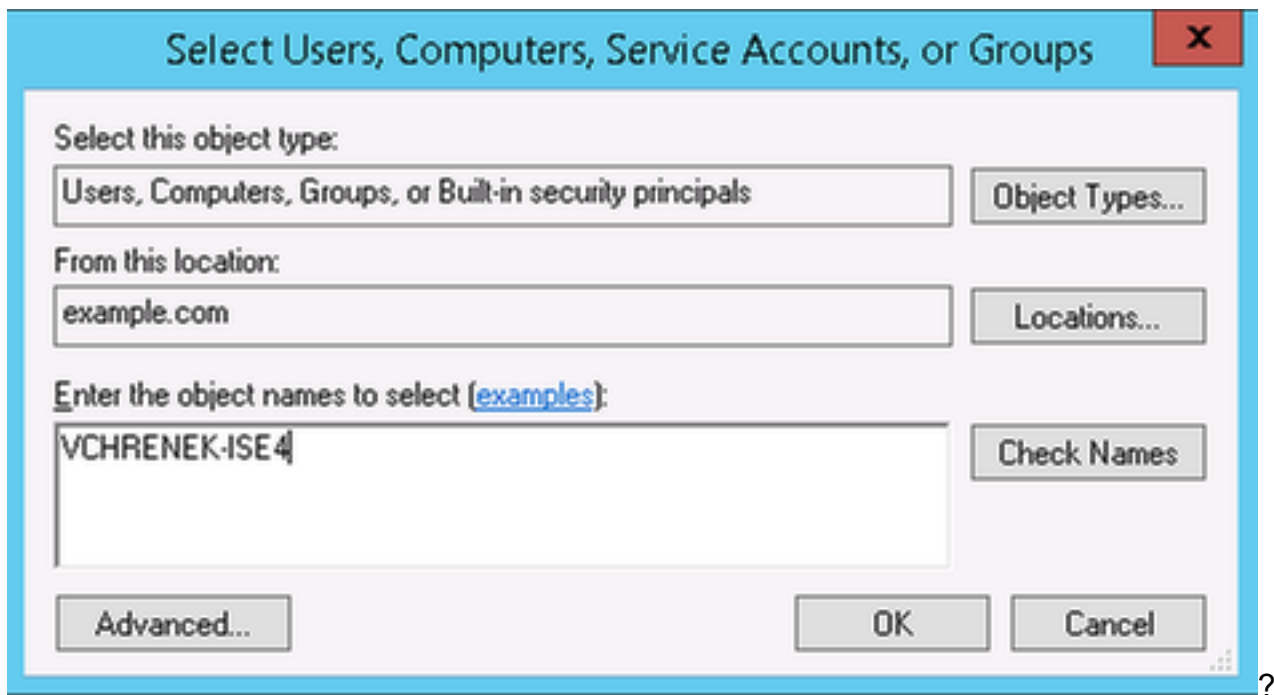 Select Users, Computers, Service Accounts, or Groups
x
Select this object type:
Users, Computers, Groups, or Built-in security principals
Object Types...
From this location:
example.com
Locations...
Enter the object names to select (examples):
VCHRENEK-ISE4
Check Names
Advanced...
OK
Cancel
?